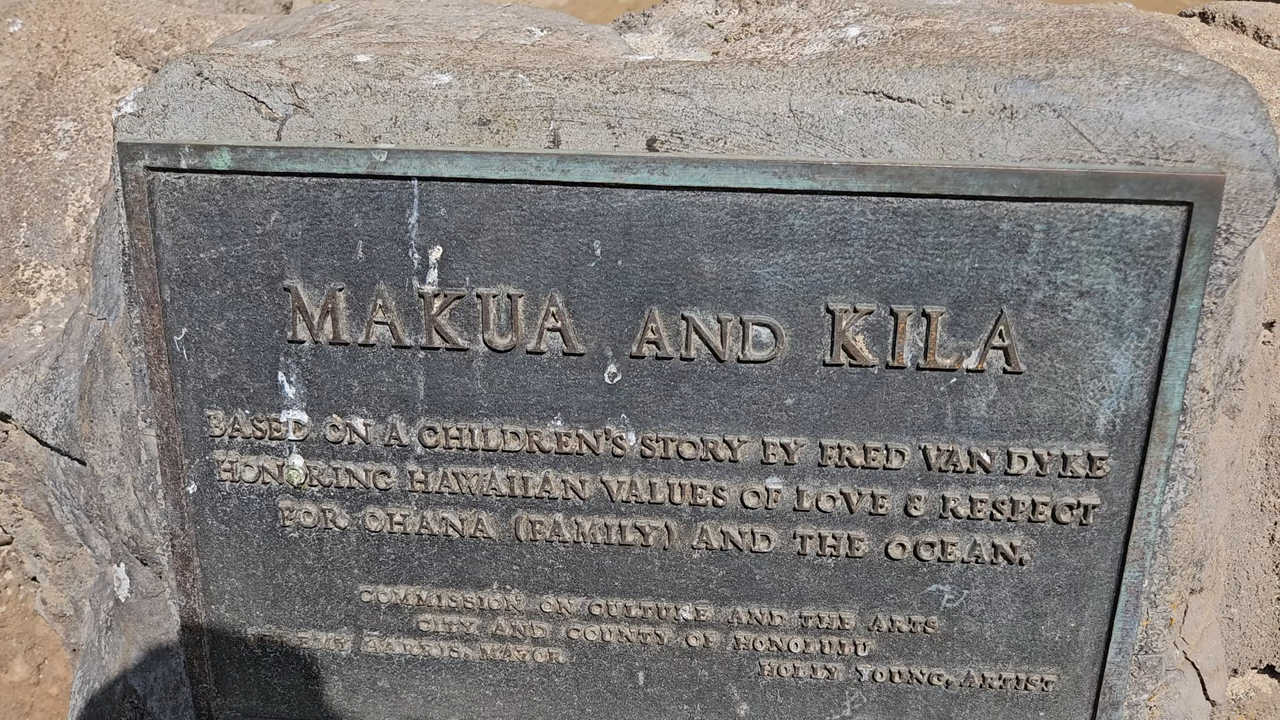 MAKUA AND KILA
BASED ON A CHILDREN'S STORY BY FRED VAN DYKE
HONORING HAWAIIAN VALUES OF LOVE & RESPECT
FOR OHANA (FAMILY) AND THE OCEAN.
COMMISSION ON CULTURE AND THE ARTS
CITY AND COUNTY OF HONOLULU
JEREMY HARRIS, MAYOR
HOLLY YOUNG, ARTIST